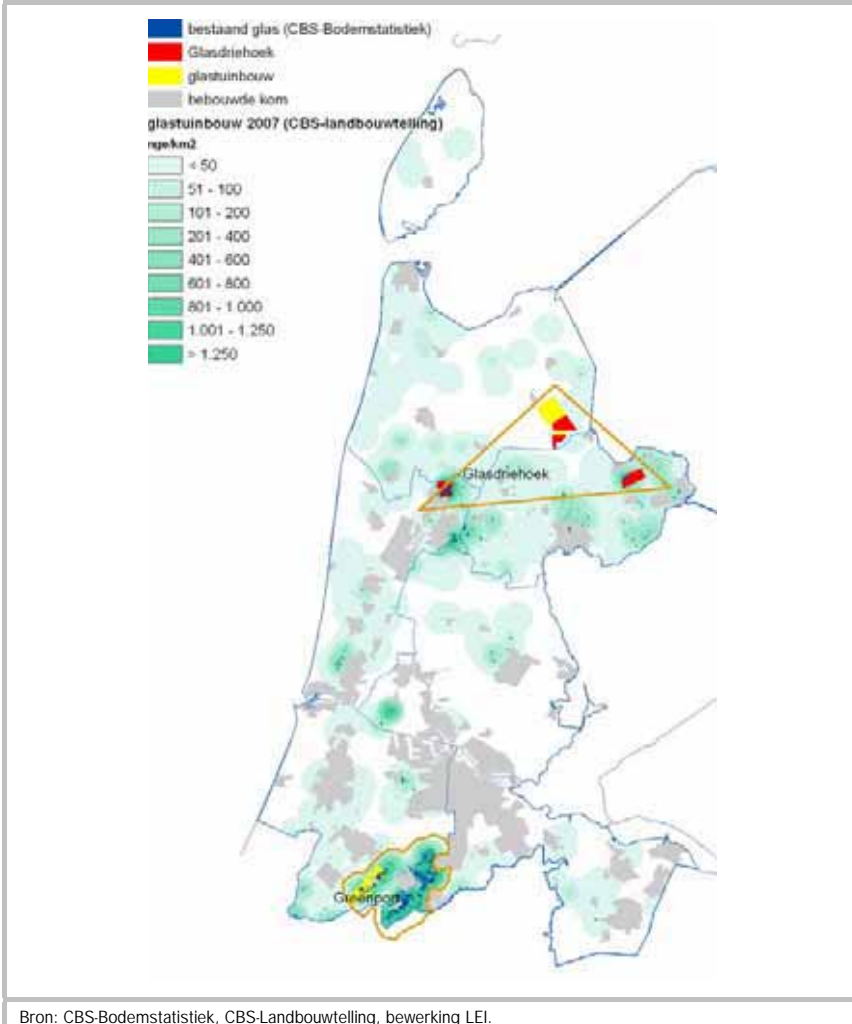 bestaand glas (CBS-Bodemstatistiek)
Glasdriehoek
glastuinbouw
bebouwde kom
glastuinbouw 2007 (CBS-landbouwtelling)
nge/km2
< 50
51 - 100
101 - 200
201 - 400
401 - 600
601 - 800
801 - 1.000
1.001 - 1.250
> 1.250
Glasdriehoek
Greenport
Bron: CBS-Bodemstatistiek, CBS-Landbouwtelling, bewerking LEI.